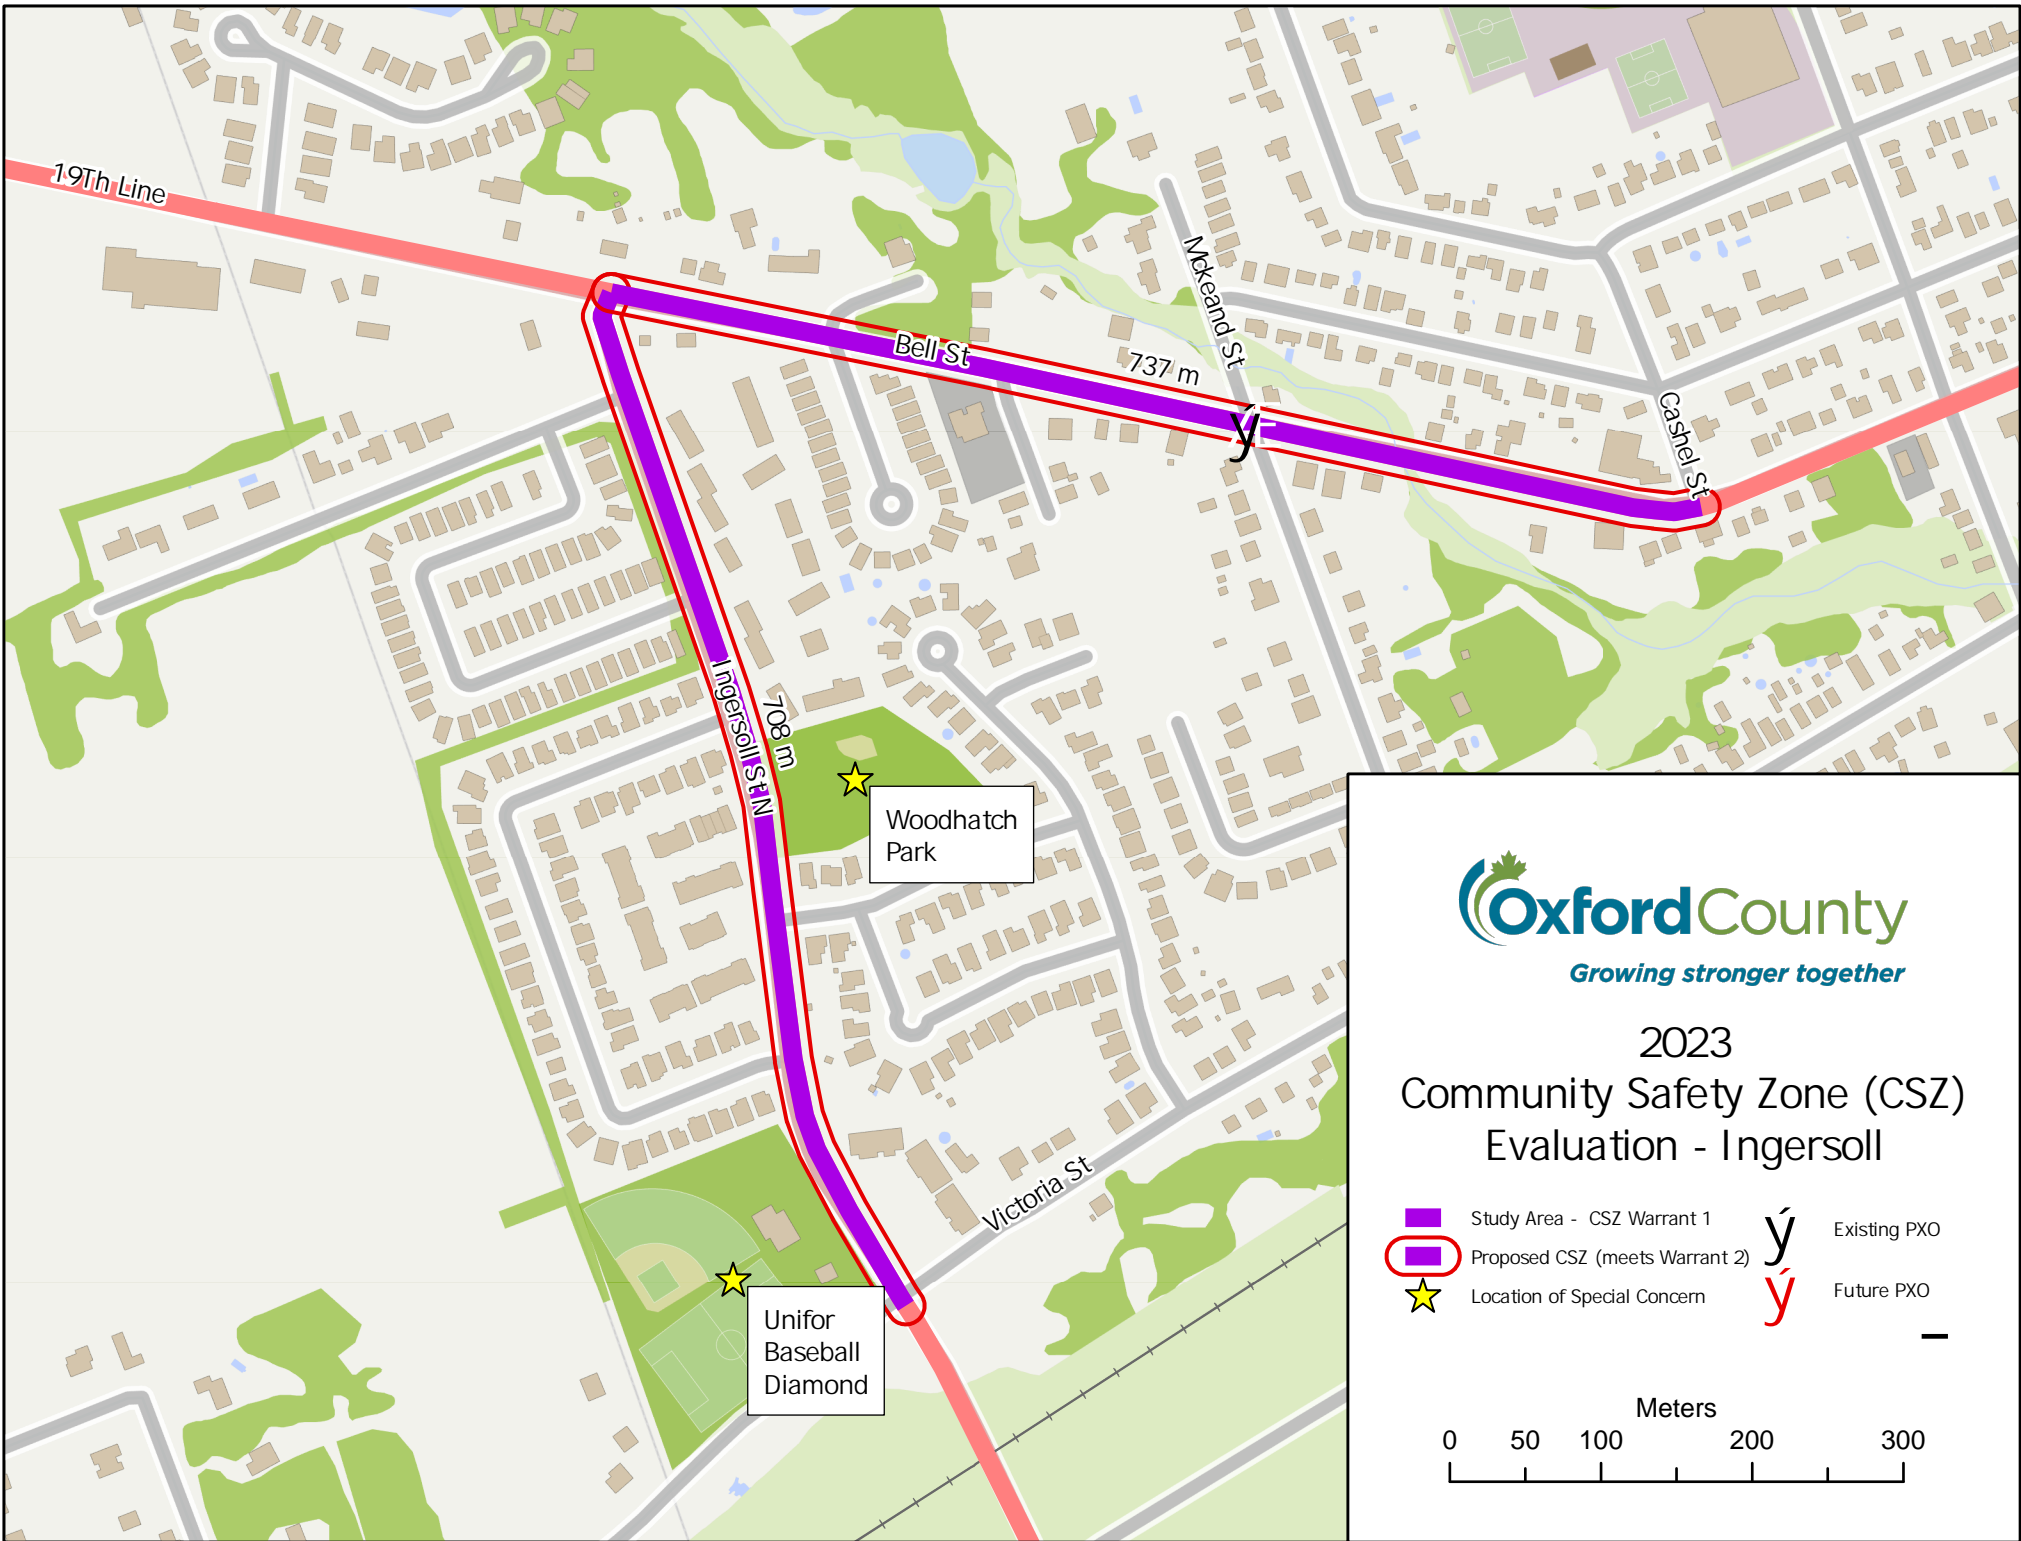 19Th Line
Bell St
737 m
Mckeand St
ý
Cashel St
Ingersoll St N
708 m
Woodhatch
Park
Victoria St
Unifor
Baseball
Diamond
OxfordCounty
Growing stronger together
2023
Community Safety Zone (CSZ)
Evaluation - Ingersoll
Study Area - CSZ Warrant 1
Proposed CSZ (meets Warrant 2)
Location of Special Concern
ý Existing PXO
ý Future PXO
Meters
0 50 100 200 300